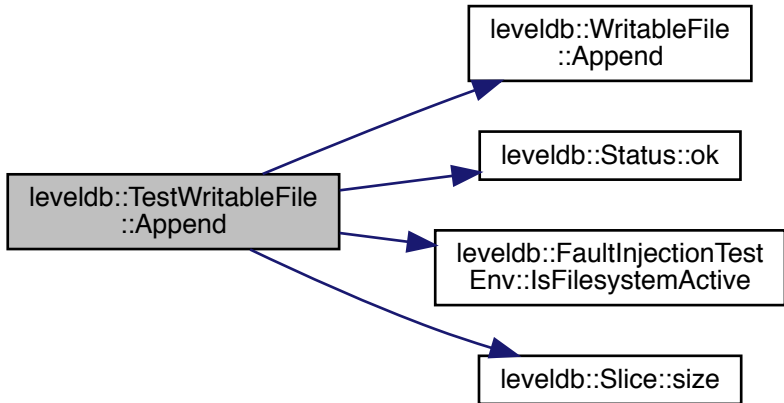 leveldb::WritableFile
::Append
leveldb::Status::ok
leveldb::TestWritableFile
::Append
leveldb::FaultInjectionTest
Env::IsFilesystemActive
leveldb::Slice::size